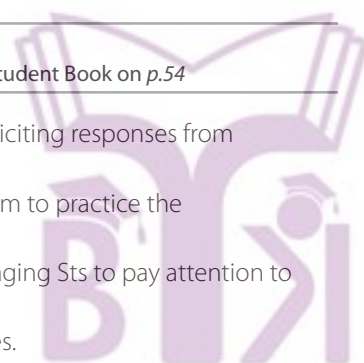 tudent Book on p.54
iciting responses from
m to practice the
ging Sts to pay attention to
s.